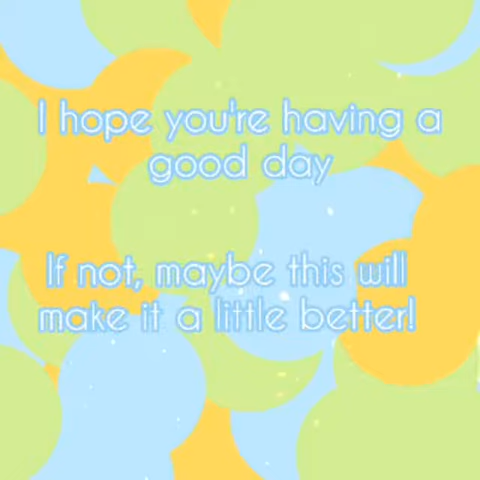 I hope you're having a
good day
If not, maybe this will
make it a little better!